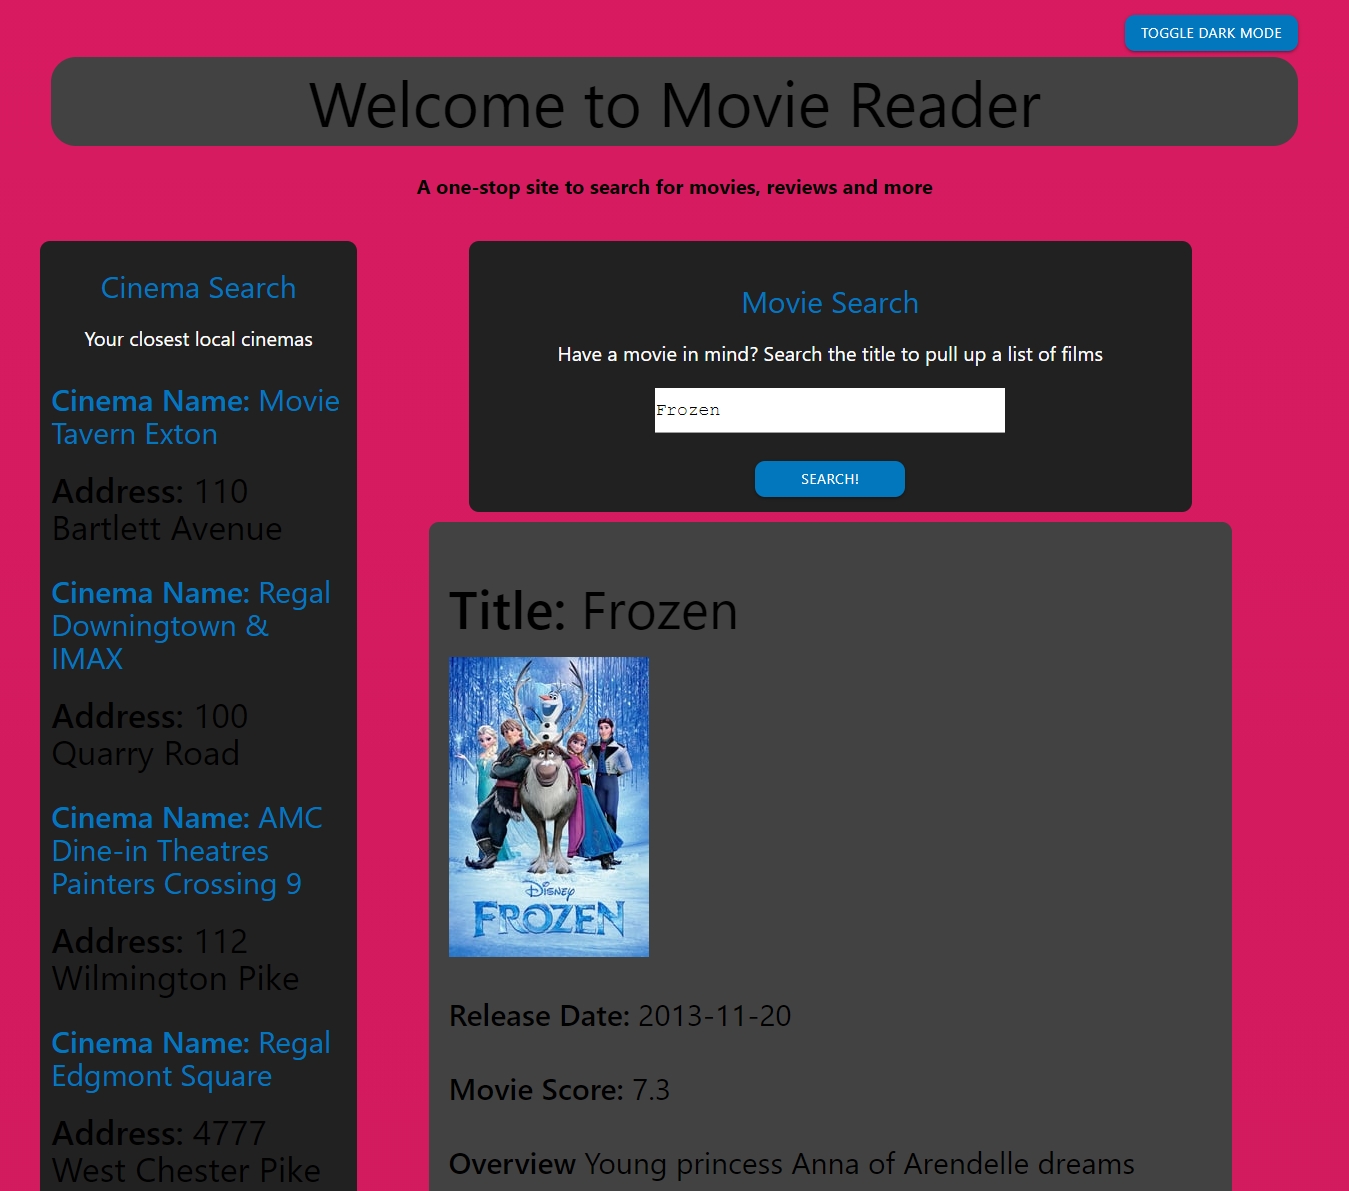 TOGGLE DARK MODE
Welcome to Movie Reader
A one-stop site to search for movies, reviews and more
Cinema Search
Your closest local cinemas
Cinema Name: Movie
Tavern Exton
Address: 110
Bartlett Avenue
Cinema Name: Regal
Downingtown &
IMAX
Address: 100
Quarry Road
Cinema Name: AMC
Dine-in Theatres
Painters Crossing 9
Address: 112
Wilmington Pike
Cinema Name: Regal
Edgmont Square
Address: 4777
West Chester Pike
Movie Search
Have a movie in mind? Search the title to pull up a list of films
Frozen
SEARCH!
Title: Frozen
DISNEY
FROZEN
Release Date: 2013-11-20
Movie Score: 7.3
Overview Young princess Anna of Arendelle dreams